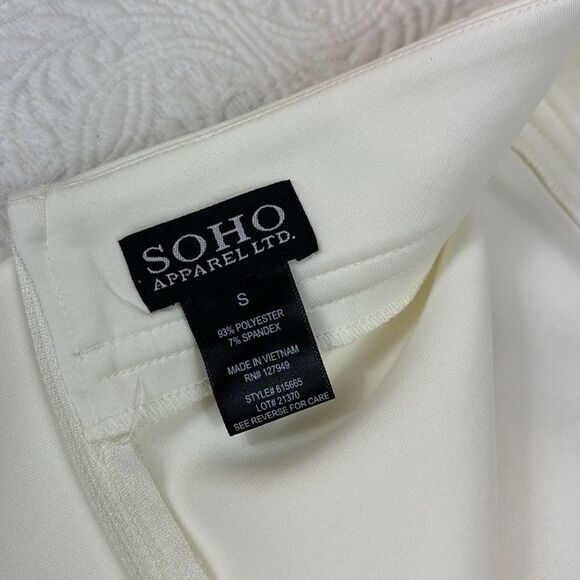 SOHO
APPAREL LTD.
S
93% POLYESTER
7% SPANDEX
MADE IN VIETNAM
RN# 127949
STYLE# 615665
LOT# 21370
SEE REVERSE FOR CARE